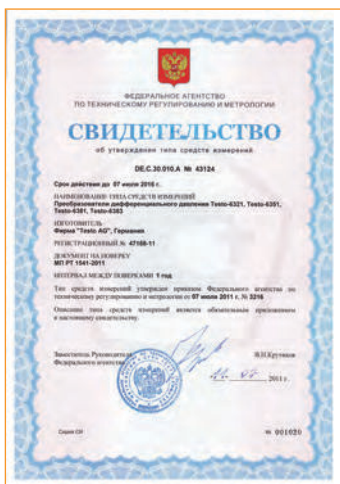 ФЕДЕРАЛЬНОЕ АГЕНТСТВО
ПО ТЕХНИЧЕСКОМУ РЕГУЛИРОВАНИЮ И МЕТРОЛОГИИ
СВИДЕТЕЛЬСТВО
об утверждении типа средств измерений
DE.C.30.010.A № 43124
Срок действия до 07 июля 2016 г.
НАИМЕНОВАНИЕ ТИПА СРЕДСТВ ИЗМЕРЕНИЙ
Преобразователи дифференциального давления Testo-6321, Testo-6351,
Testo-6381, Testo-6383
ИЗГОТОВИТЕЛЬ
Фирма "Testo AG", Германия
РЕГИСТРАЦИОННЫЙ № 47168-11
ДОКУМЕНТ НА ПОВЕРКУ
МП РТ 1541-2011
ИНТЕРВАЛ МЕЖДУ ПОВЕРКАМИ 1 год
Тип средств измерений утвержден приказом Федерального агентства по
техническому регулированию и метрологии от 07 июля 2011 г. № 3216
Описание типа средств измерений является обязательным приложением
к настоящему свидетельству.
Заместитель Руководителя
Федерального агентства
В.Н.Крутиков
2011 г.
Серия СИ
№ 001020